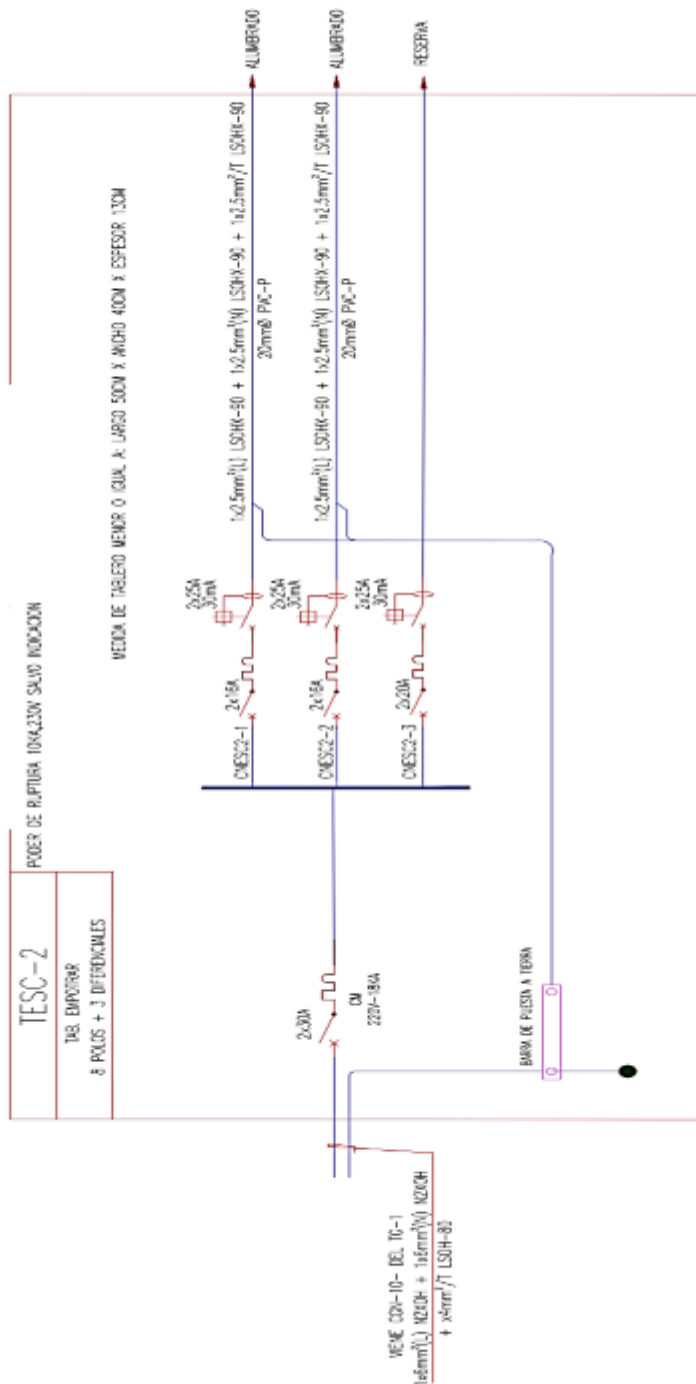 TESC-2
TAB. EMPOTRAR
8 POLOS + 3 DIFERENCIALES
PODER DE RUPTURA 10KA,230V SALVO INDICACION
MEDIDA DE TABLERO MENOR O IGUAL A: LARGO 50CM X ANCHO 40CM X ESPESOR 13CM
VIENE CGN-10- DEL TG-1
1x6mm²(L) N2XOH + 1x6mm²(N) N2XOH
+ x4mm²/T LSOH-80
2x30A
CM
220V-18KA
CMESC2-1
2x16A
2x25A
30mA
1x2.5mm²(L) LSOHX-90 + 1x2.5mm²(N) LSOHX-90 + 1x2.5mm²/T LSOHX-90
20mmØ PVC-P
ALUMBRADO
CMESC2-2
2x16A
2x25A
30mA
1x2.5mm²(L) LSOHX-90 + 1x2.5mm²(N) LSOHX-90 + 1x2.5mm²/T LSOHX-90
20mmØ PVC-P
ALUMBRADO
CMESC2-3
2x20A
2x25A
30mA
RESERVA
BARRA DE PUESTA A TIERRA